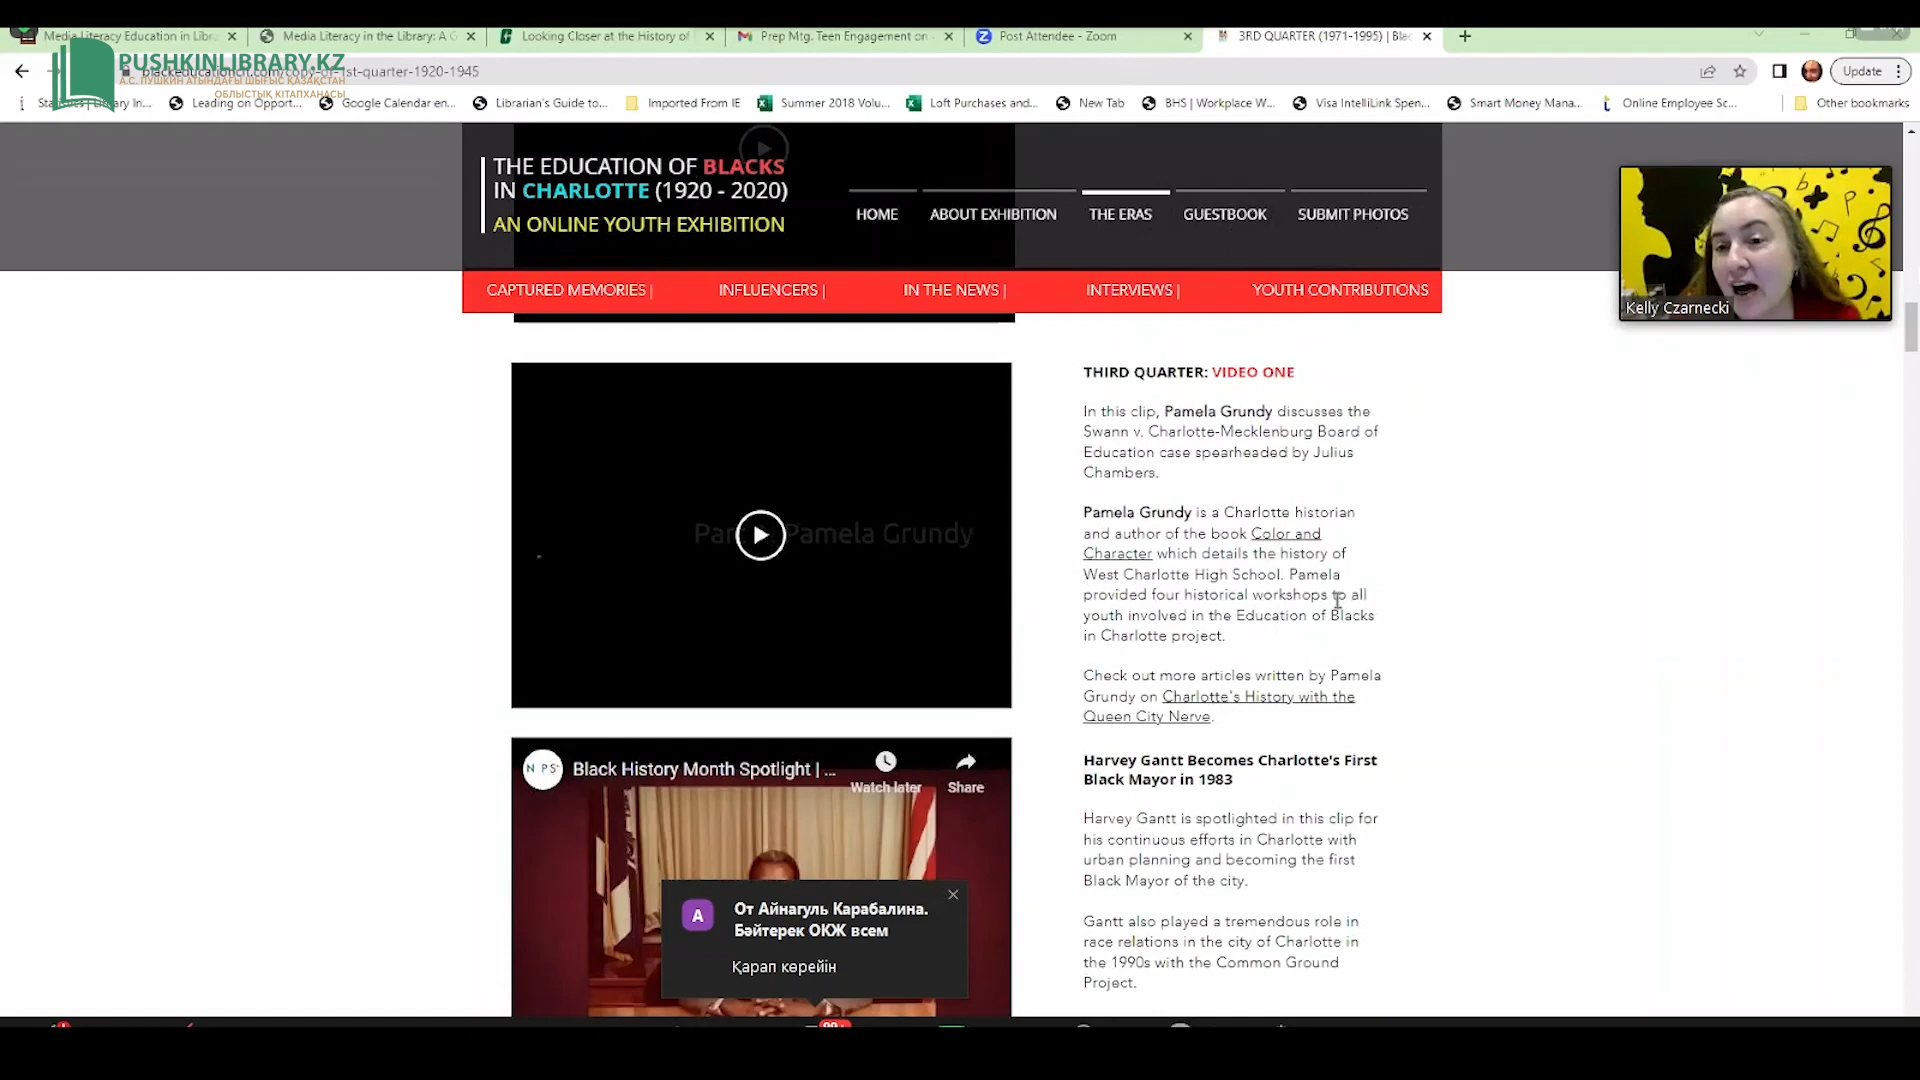 Media Literacy Education in Libr
Media Literacy in the Library: A G
Looking Closer at the History of
Prep Mtg. Teen Engagement on
Post Attendee - Zoom
3RD QUARTER (1971-1995) | Blac
PUSHKINLIBRARY.KZ
А.С. ПУШКИН АТЫНДАҒЫ ШЫҒЫС ҚАЗАҚСТАН
ОБЛЫСТЫҚ КІТАПХАНАСЫ
blackeducationclt.com/copy-of-1st-quarter-1920-1945
Update
Leading on Opport...
Google Calendar en...
Librarian's Guide to...
Imported From IE
Summer 2018 Volu...
Loft Purchases and...
New Tab
BHS | Workplace W...
Visa IntelliLink Spen...
Smart Money Mana...
Online Employee Sc...
Other bookmarks
THE EDUCATION OF BLACKS
IN CHARLOTTE (1920 - 2020)
AN ONLINE YOUTH EXHIBITION
HOME
ABOUT EXHIBITION
THE ERAS
GUESTBOOK
SUBMIT PHOTOS
CAPTURED MEMORIES |
INFLUENCERS |
IN THE NEWS |
INTERVIEWS |
YOUTH CONTRIBUTIONS
Kelly Czarnecki
Pamela Grundy
THIRD QUARTER: VIDEO ONE
In this clip, Pamela Grundy discusses the
Swann v. Charlotte-Mecklenburg Board of
Education case spearheaded by Julius
Chambers.
Pamela Grundy is a Charlotte historian
and author of the book Color and
Character which details the history of
West Charlotte High School. Pamela
provided four historical workshops to all
youth involved in the Education of Blacks
in Charlotte project.
Check out more articles written by Pamela
Grundy on Charlotte's History with the
Queen City Nerve.
Harvey Gantt Becomes Charlotte's First
Black Mayor in 1983
Harvey Gantt is spotlighted in this clip for
his continuous efforts in Charlotte with
urban planning and becoming the first
Black Mayor of the city.
Gantt also played a tremendous role in
race relations in the city of Charlotte in
the 1990s with the Common Ground
Project.
NPS
Black History Month Spotlight | ...
Watch later
Share
A
От Айнагуль Карабалина.
Бәйтерек ОКЖ всем
Қарап көрейін